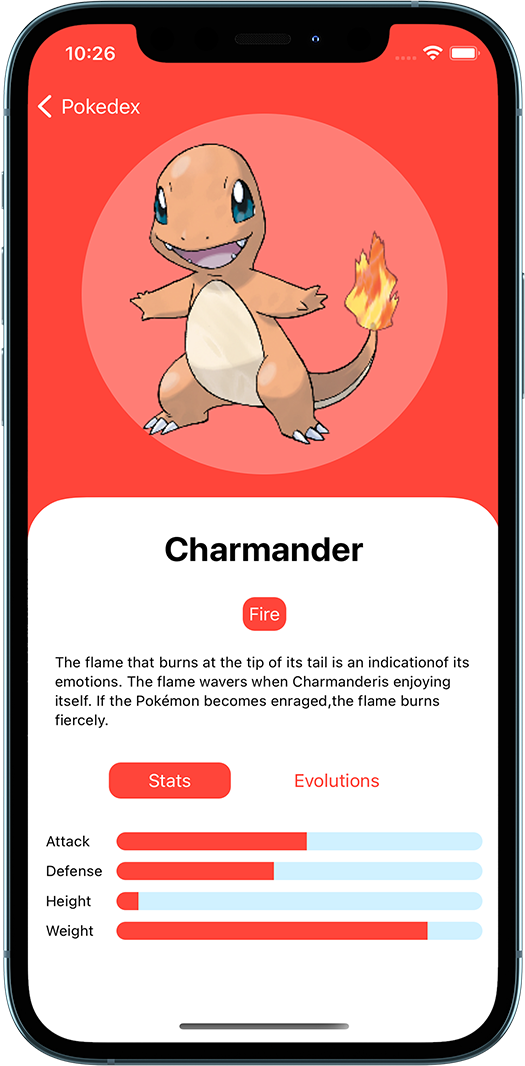 10:26
Pokedex
Charmander
Fire
The flame that burns at the tip of its tail is an indicationof its
emotions. The flame wavers when Charmanderis enjoying
itself. If the Pokémon becomes enraged,the flame burns
fiercely.
Stats Evolutions
Attack
Defense
Height
Weight